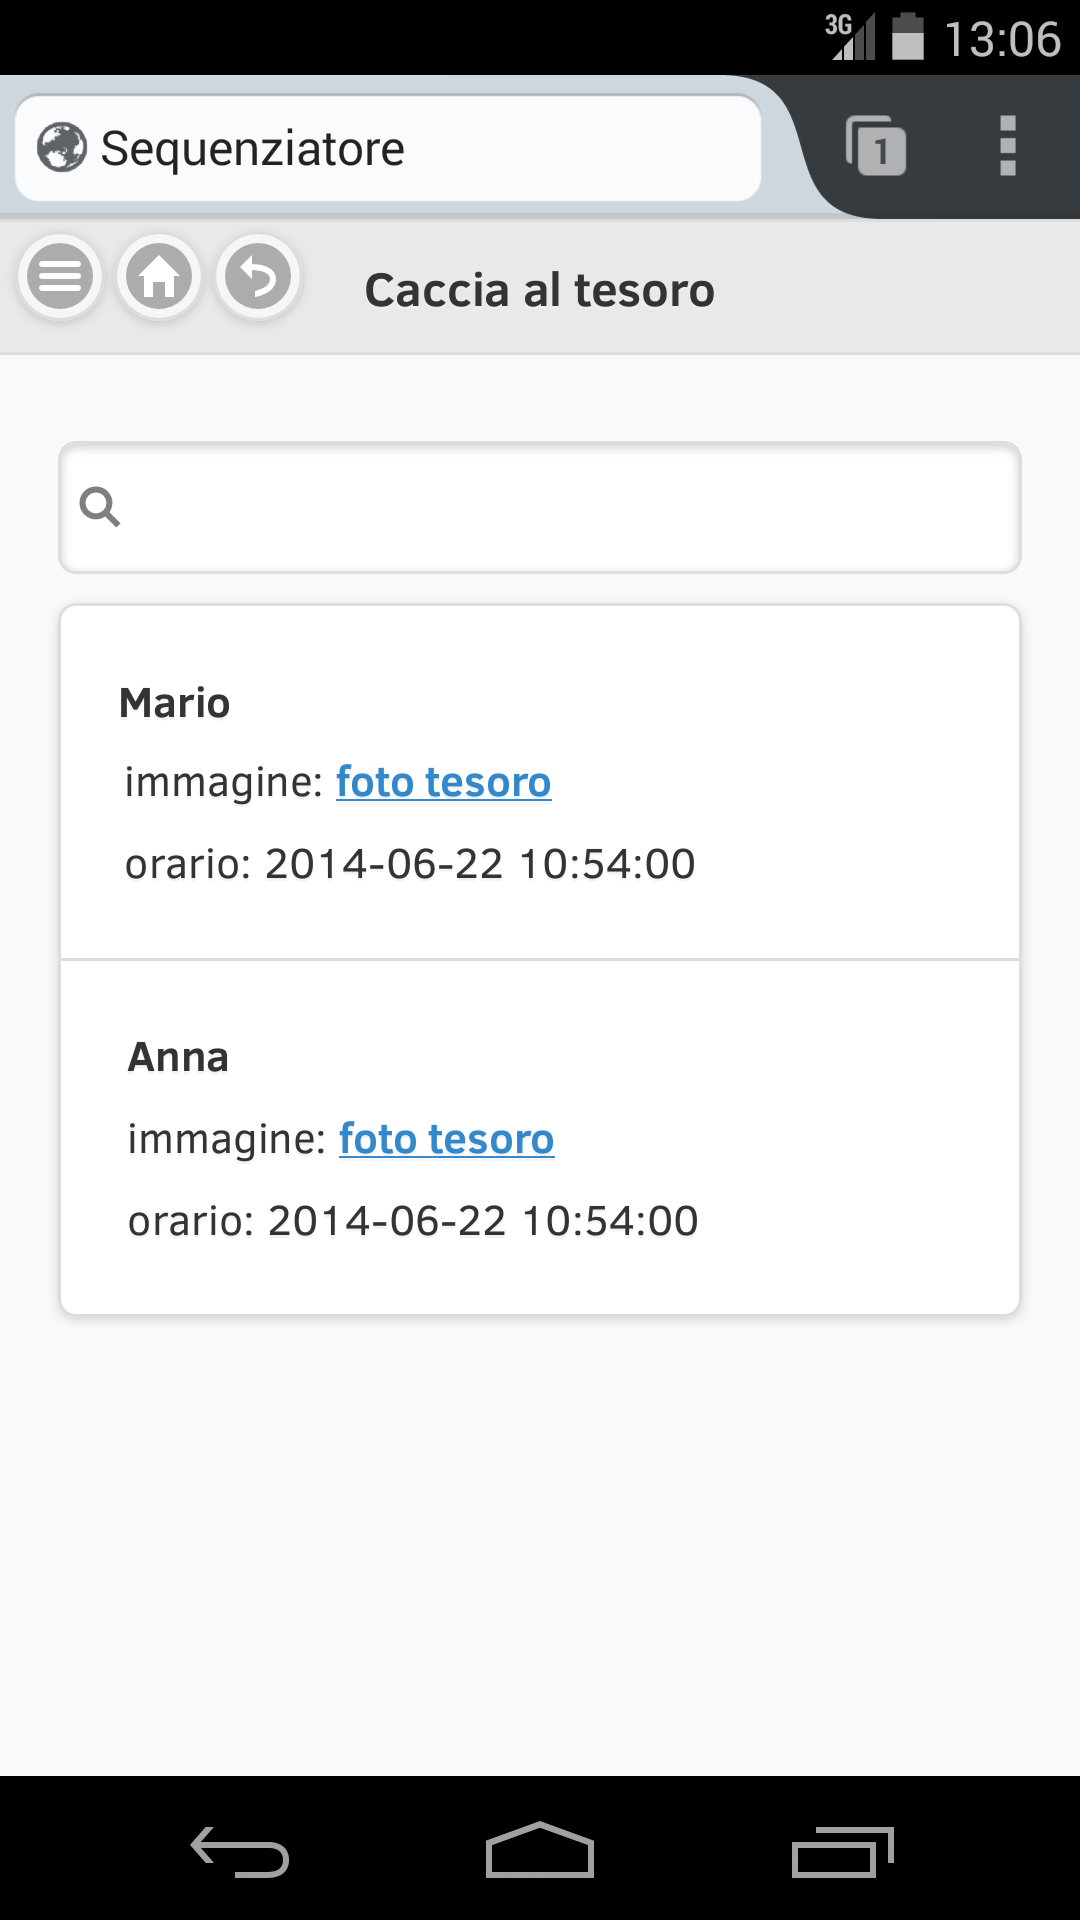 3G 13:06
Sequenziatore 1
Caccia al tesoro
Mario
immagine: foto tesoro
orario: 2014-06-22 10:54:00
Anna
immagine: foto tesoro
orario: 2014-06-22 10:54:00